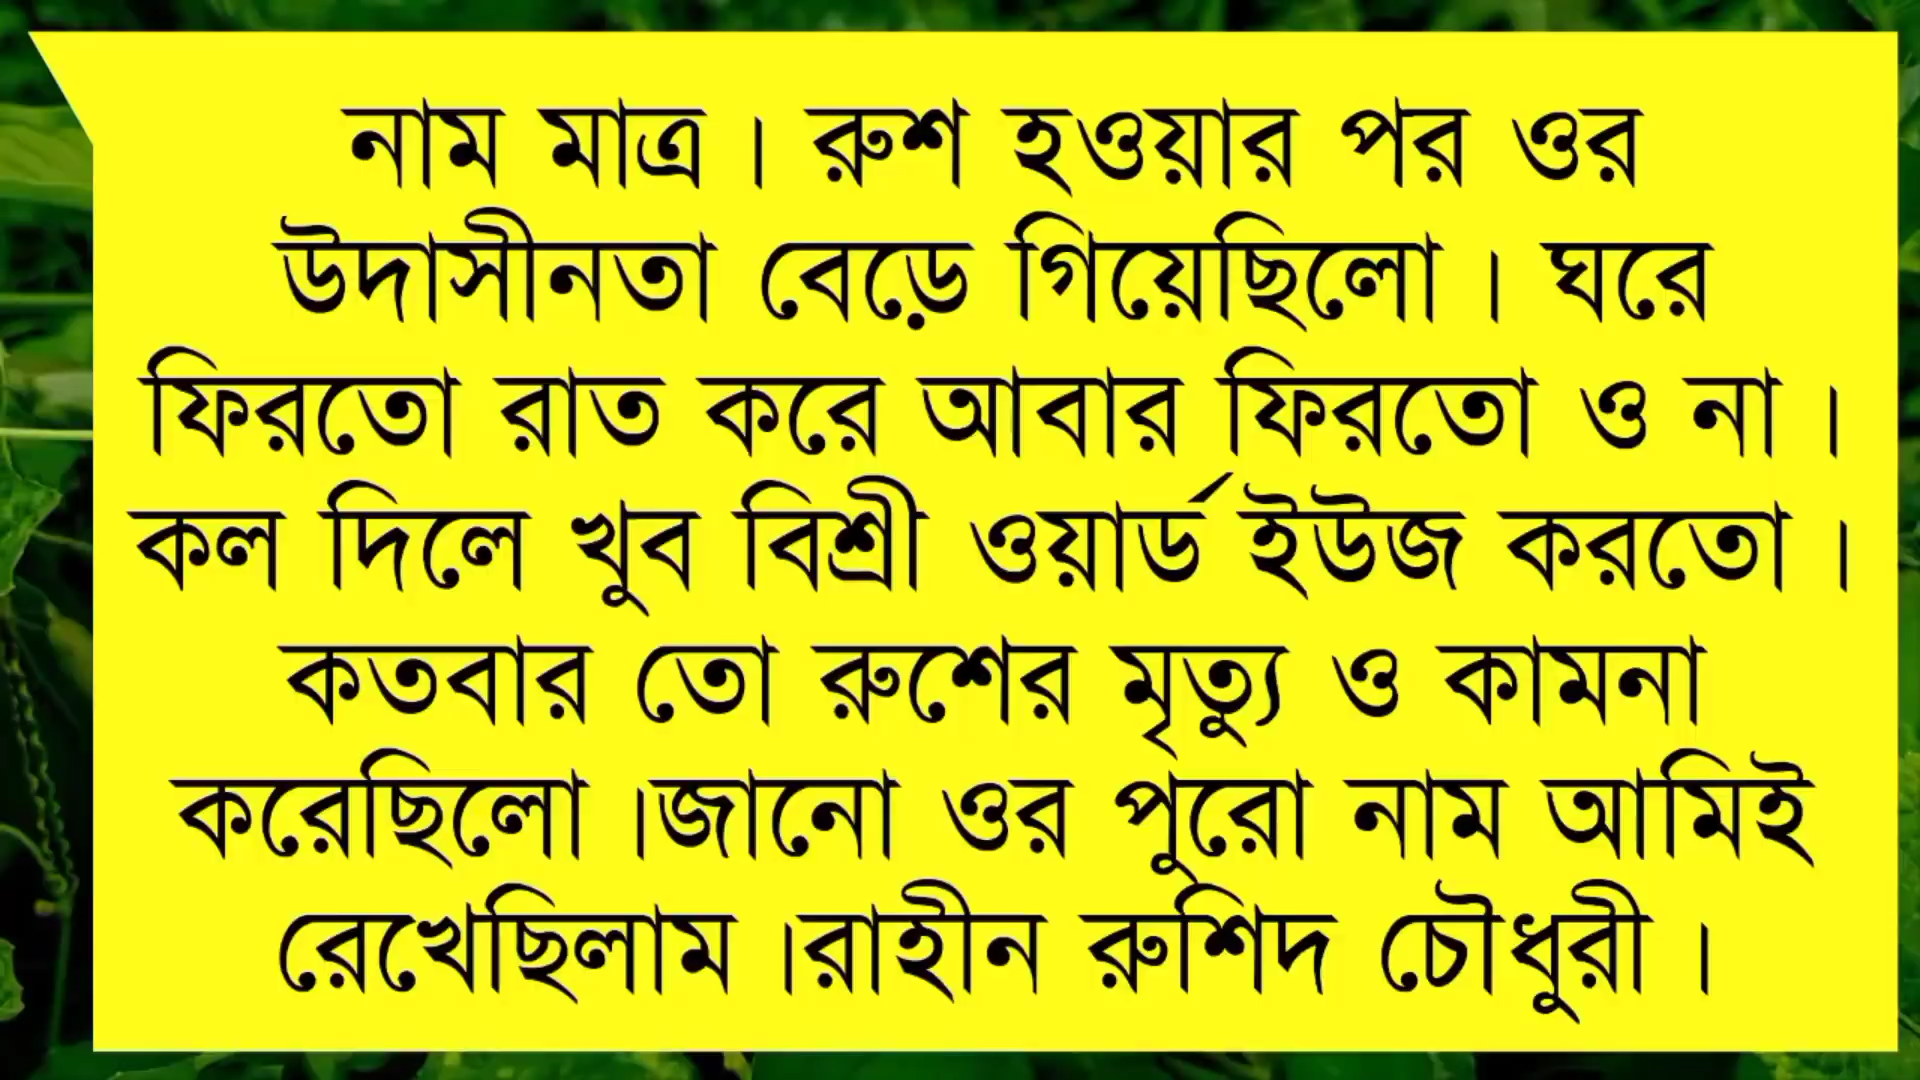 নাম মাত্র। রুশ হওয়ার পর ওর
উদাসীনতা বেড়ে গিয়েছিলো। ঘরে
ফিরতো রাত করে আবার ফিরতো ও না।
কল দিলে খুব বিশ্রী ওয়ার্ড ইউজ করতো।
কতবার তো রুশের মৃত্যু ও কামনা
করেছিলো।জানো ওর পুরো নাম আমিই
রেখেছিলাম।রাহীন রুশিদ চৌধুরী।